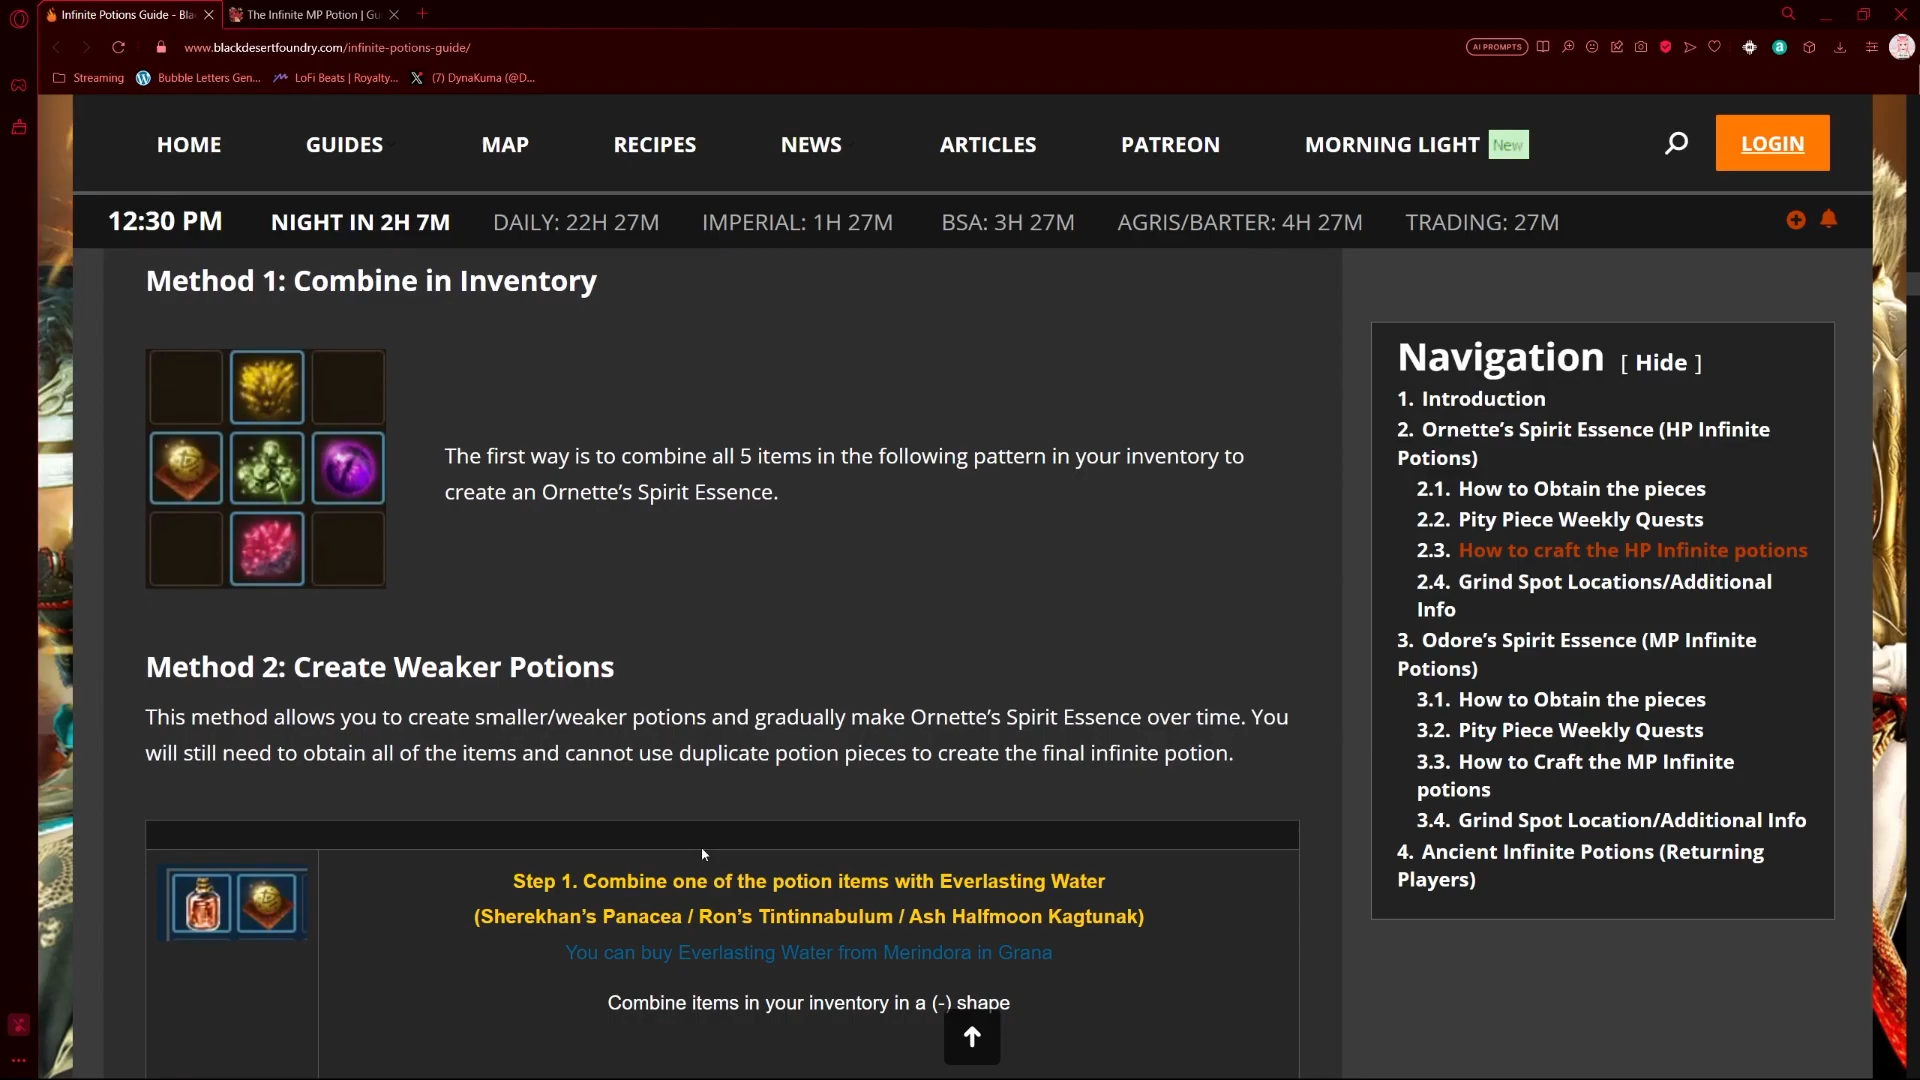 Infinite Potions Guide - Bla
The Infinite MP Potion | Gu
www.blackdesertfoundry.com/infinite-potions-guide/
AI PROMPTS
Streaming
Bubble Letters Gen...
LoFi Beats | Royalty...
(7) DynaKuma (@D...
HOME
GUIDES
MAP
RECIPES
NEWS
ARTICLES
PATREON
MORNING LIGHT New
LOGIN
12:30 PM
NIGHT IN 2H 7M
DAILY: 22H 27M
IMPERIAL: 1H 27M
BSA: 3H 27M
AGRIS/BARTER: 4H 27M
TRADING: 27M
Method 1: Combine in Inventory
The first way is to combine all 5 items in the following pattern in your inventory to
create an Ornette’s Spirit Essence.
Method 2: Create Weaker Potions
This method allows you to create smaller/weaker potions and gradually make Ornette’s Spirit Essence over time. You
will still need to obtain all of the items and cannot use duplicate potion pieces to create the final infinite potion.
Step 1. Combine one of the potion items with Everlasting Water
(Sherekhan’s Panacea / Ron’s Tintinnabulum / Ash Halfmoon Kagtunak)
You can buy Everlasting Water from Merindora in Grana
Combine items in your inventory in a (-) shape
Navigation [ Hide ]
1. Introduction
2. Ornette’s Spirit Essence (HP Infinite
Potions)
2.1. How to Obtain the pieces
2.2. Pity Piece Weekly Quests
2.3. How to craft the HP Infinite potions
2.4. Grind Spot Locations/Additional
Info
3. Odore’s Spirit Essence (MP Infinite
Potions)
3.1. How to Obtain the pieces
3.2. Pity Piece Weekly Quests
3.3. How to Craft the MP Infinite
potions
3.4. Grind Spot Location/Additional Info
4. Ancient Infinite Potions (Returning
Players)